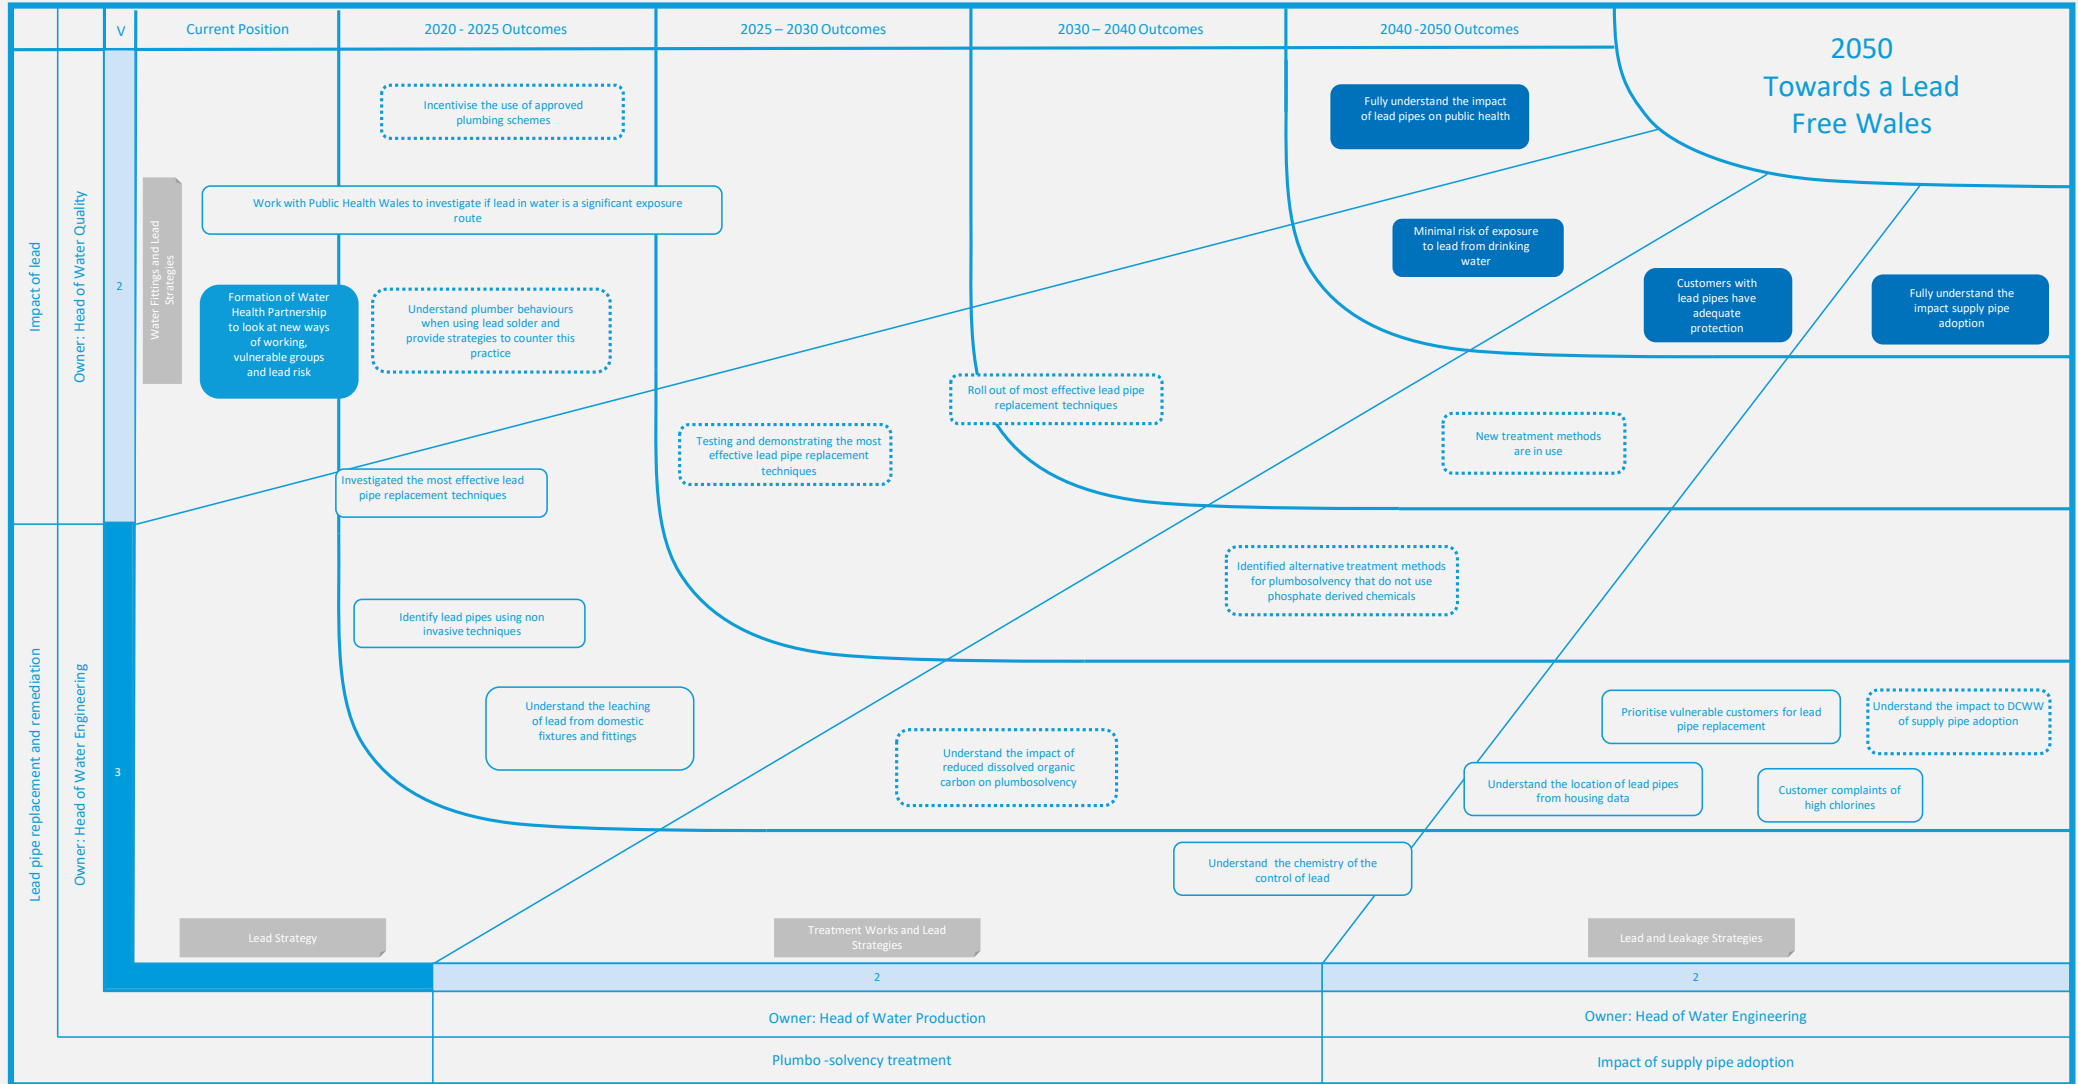 V
Current Position
2020 - 2025 Outcomes
2025 – 2030 Outcomes
2030 – 2040 Outcomes
2040 -2050 Outcomes
2050
Towards a Lead
Free Wales
Impact of lead
Owner: Head of Water Quality
2
Water Fittings and Lead
Strategies
Incentivise the use of approved
plumbing schemes
Fully understand the impact
of lead pipes on public health
Work with Public Health Wales to investigate if lead in water is a significant exposure
route
Minimal risk of exposure
to lead from drinking
water
Formation of Water
Health Partnership
to look at new ways
of working,
vulnerable groups
and lead risk
Understand plumber behaviours
when using lead solder and
provide strategies to counter this
practice
Customers with
lead pipes have
adequate
protection
Fully understand the
impact supply pipe
adoption
Roll out of most effective lead pipe
replacement techniques
Testing and demonstrating the most
effective lead pipe replacement
techniques
New treatment methods
are in use
Investigated the most effective lead
pipe replacement techniques
Lead pipe replacement and remediation
Owner: Head of Water Engineering
3
Identified alternative treatment methods
for plumbosolvency that do not use
phosphate derived chemicals
Identify lead pipes using non
invasive techniques
Understand the leaching
of lead from domestic
fixtures and fittings
Understand the impact of
reduced dissolved organic
carbon on plumbosolvency
Prioritise vulnerable customers for lead
pipe replacement
Understand the impact to DCWW
of supply pipe adoption
Understand the location of lead pipes
from housing data
Customer complaints of
high chlorines
Understand  the chemistry of the
control of lead
Lead Strategy
Treatment Works and Lead
Strategies
Lead and Leakage Strategies
2
2
Owner: Head of Water Production
Owner: Head of Water Engineering
Plumbo -solvency treatment
Impact of supply pipe adoption